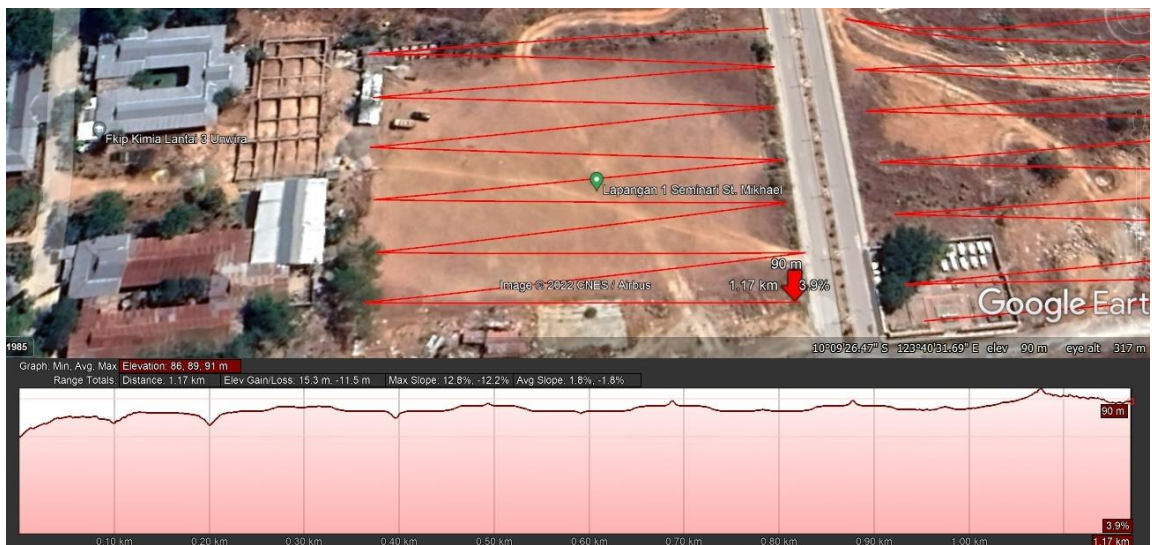 Fkip Kimia Lantai 3 Unwira
Lapangan 1 Seminari St. Mikhael
90 m
1.17 km 3.9%
Image © 2022 CNES / Airbus
Google Eart
1985
10°09'26.47" S 123°40'31.69" E elev 90 m eye alt 317 m
Graph: Min, Avg, Max Elevation: 86, 89, 91 m
Range Totals: Distance: 1.17 km Elev Gain/Loss: 15.3 m, -11.5 m Max Slope: 12.8%, -12.2% Avg Slope: 1.8%, -1.8%
90 m
3.9%
0.10 km 0.20 km 0.30 km 0.40 km 0.50 km 0.60 km 0.70 km 0.80 km 0.90 km 1.00 km 1.17 km